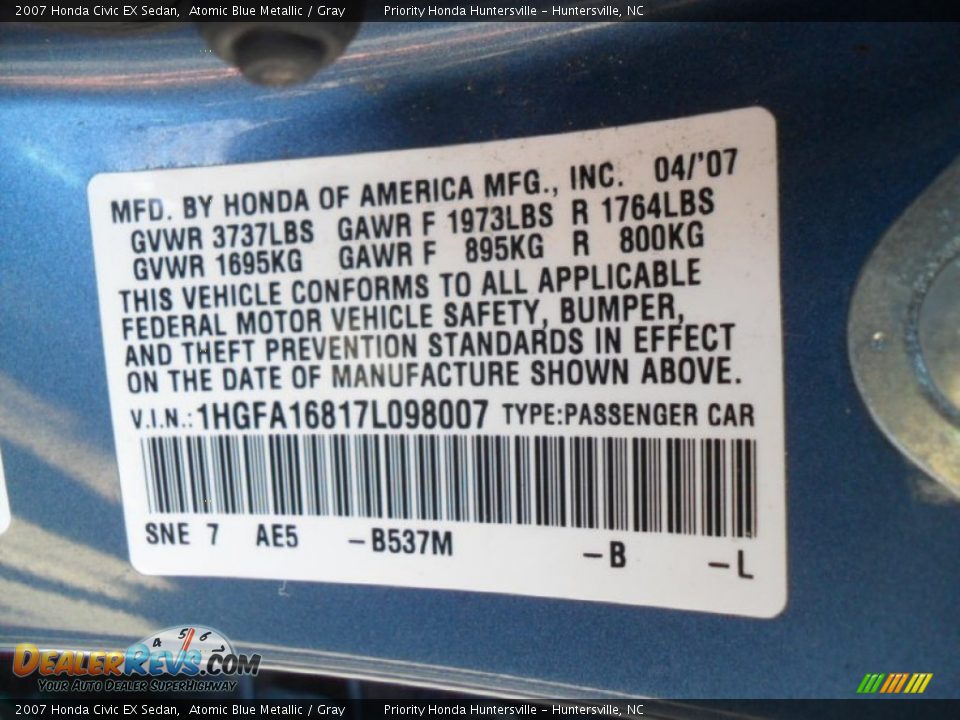 2007 Honda Civic EX Sedan, Atomic Blue Metallic / Gray Priority Honda Huntersville - Huntersville, NC
MFD. BY HONDA OF AMERICA MFG., INC. 04/'07
GVWR 3737LBS GAWR F 1973LBS R 1764LBS
GVWR 1695KG GAWR F 895KG R 800KG
THIS VEHICLE CONFORMS TO ALL APPLICABLE
FEDERAL MOTOR VEHICLE SAFETY, BUMPER,
AND THEFT PREVENTION STANDARDS IN EFFECT
ON THE DATE OF MANUFACTURE SHOWN ABOVE.
V.I.N.: 1HGFA16817L098007 TYPE:PASSENGER CAR
SNE 7 AE5 -B537M -B -L
4 5 6
DEALERREVS.COM
Your Auto Dealer SuperHighway
2007 Honda Civic EX Sedan, Atomic Blue Metallic / Gray Priority Honda Huntersville - Huntersville, NC